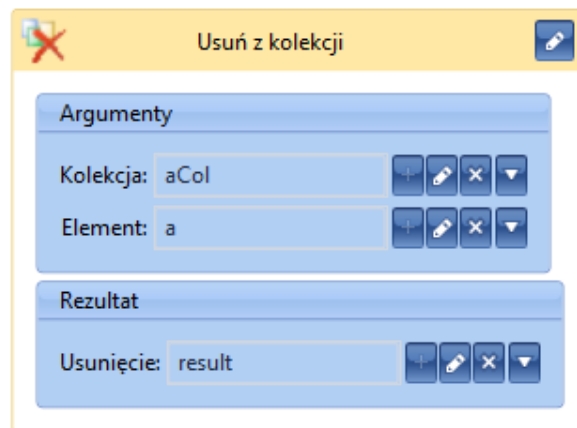 Usuń z kolekcji
Argumenty
Kolekcja: aCol
Element: a
Rezultat
Usunięcie: result